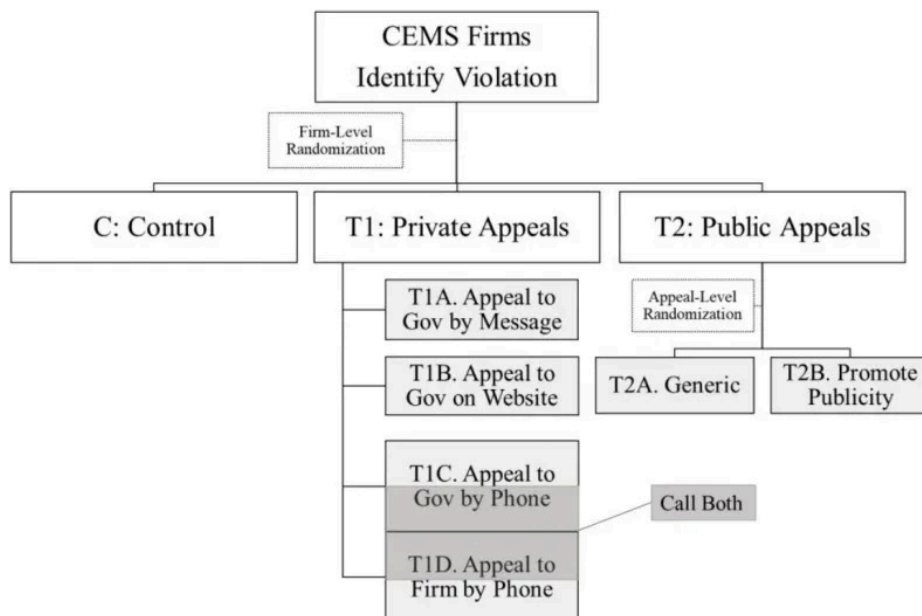 CEMS Firms
Identify Violation
Firm-Level
Randomization
C: Control
T1: Private Appeals
T2: Public Appeals
T1A. Appeal to
Gov by Message
Appeal-Level
Randomization
T1B. Appeal to
Gov on Website
T2A. Generic
T2B. Promote
Publicity
T1C. Appeal to
Gov by Phone
Call Both
T1D. Appeal to
Firm by Phone